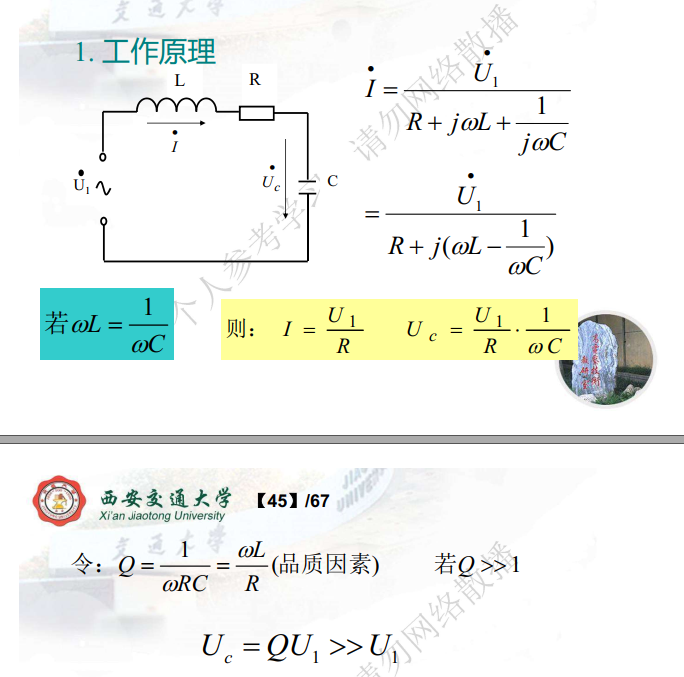 1. 工作原理
L R
İ
U̇₁
U̇c C
İ = U̇₁ / (R + jωL + 1/(jωC))
= U̇₁ / (R + j(ωL − 1/(ωC)))
若ωL = 1/(ωC)
则： I = U₁/R Uc = U₁/R · 1/(ωC)
请勿网络散播
个人参考学习
西安交通大学 【45】/67
Xi'an Jiaotong University
令：Q = 1/(ωRC) = ωL/R (品质因素) 若Q >> 1
Uc = QU₁ >> U₁
请勿网络散播